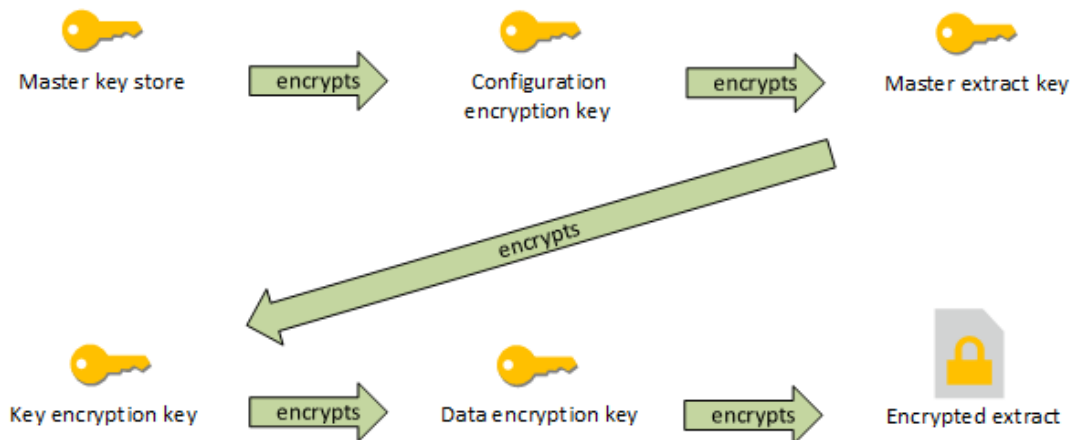 Master key store
encrypts
Configuration
encryption key
encrypts
Master extract key
encrypts
Key encryption key
encrypts
Data encryption key
encrypts
Encrypted extract